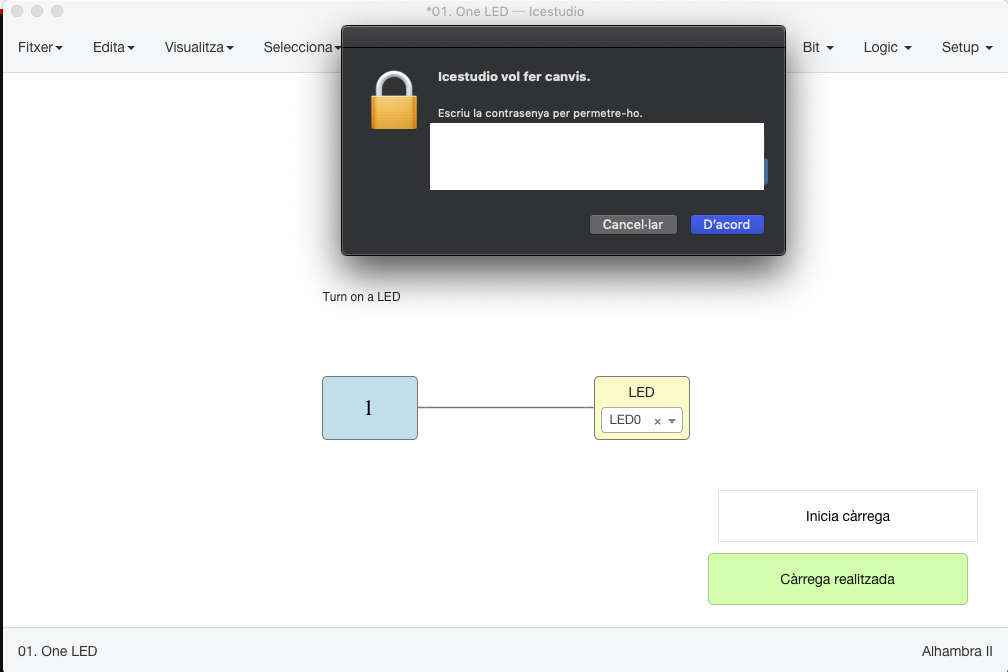 *01. One LED — Icestudio
Fitxer Edita Visualitza Selecciona Bit Logic Setup
Icestudio vol fer canvis.
Escriu la contrasenya per permetre-ho.
Cancel·lar D'acord
Turn on a LED
1
LED
LED0 ×
Inicia càrrega
Càrrega realitzada
01. One LED Alhambra II